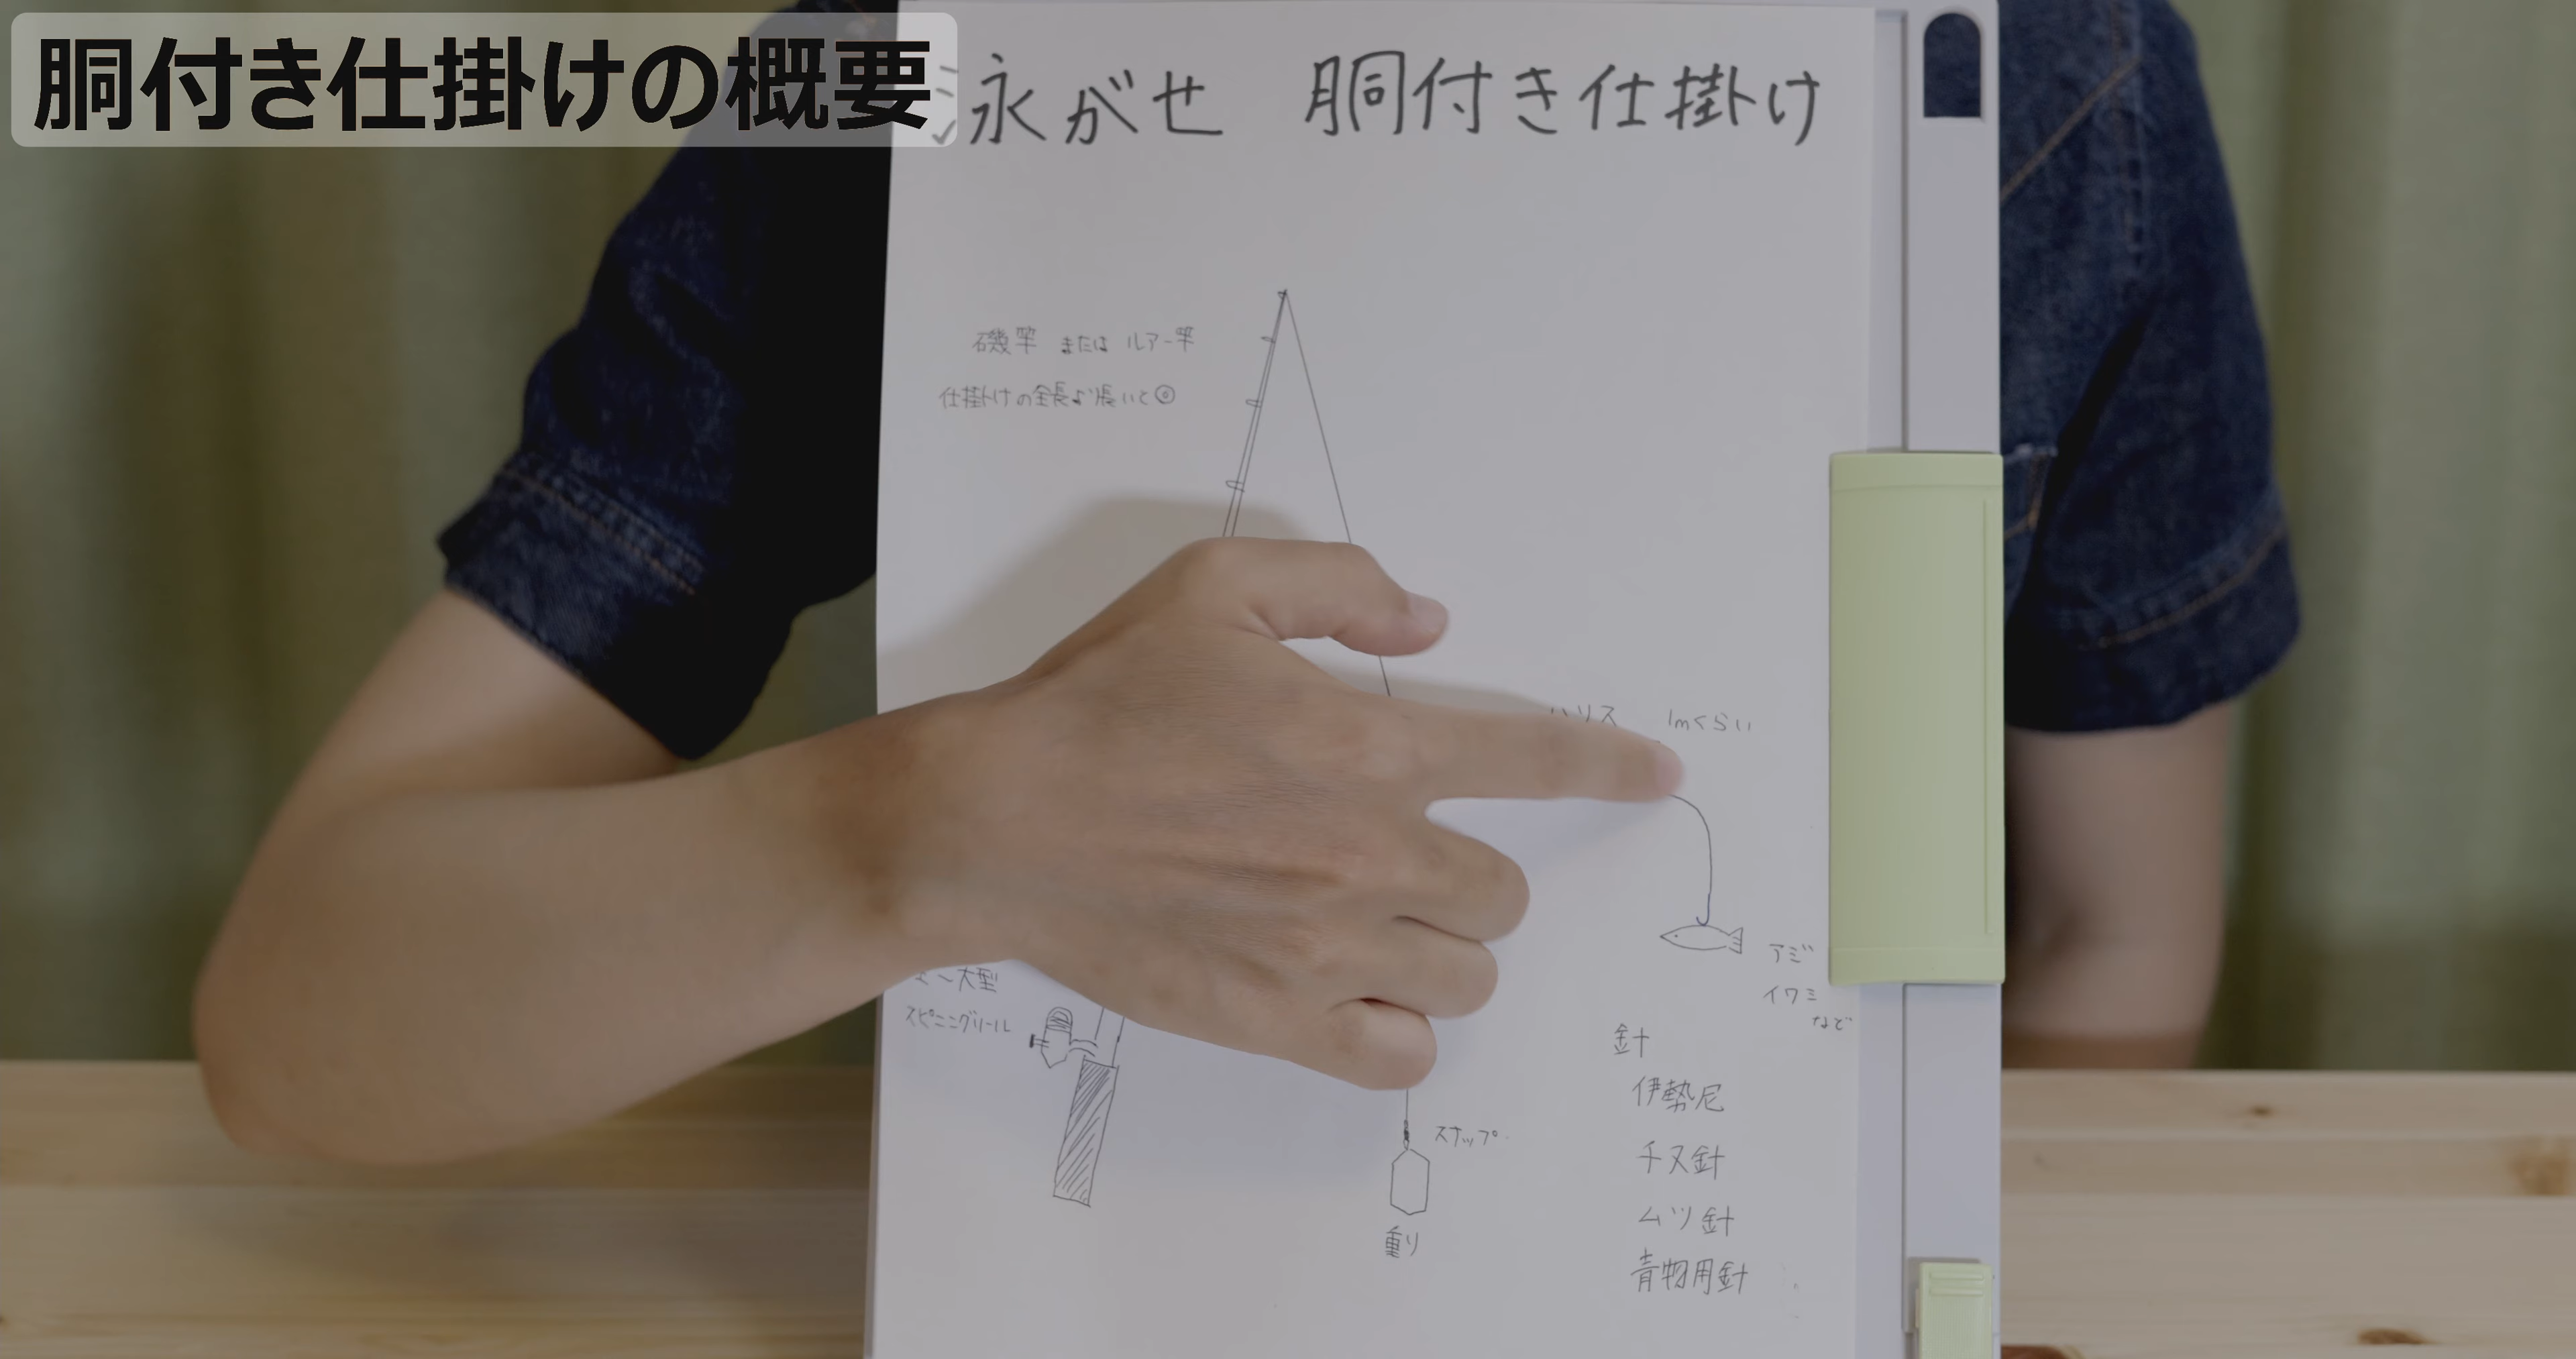 胴付き仕掛けの概要
泳がせ 胴付き仕掛け
磯竿 または ルアー竿
仕掛けの全長より長いと◎
ハリス 1mくらい
アジ
イワシ
など
〜大型
スピニングリール
針
伊勢尼
チヌ針
ムツ針
青物用針
スナップ
重り